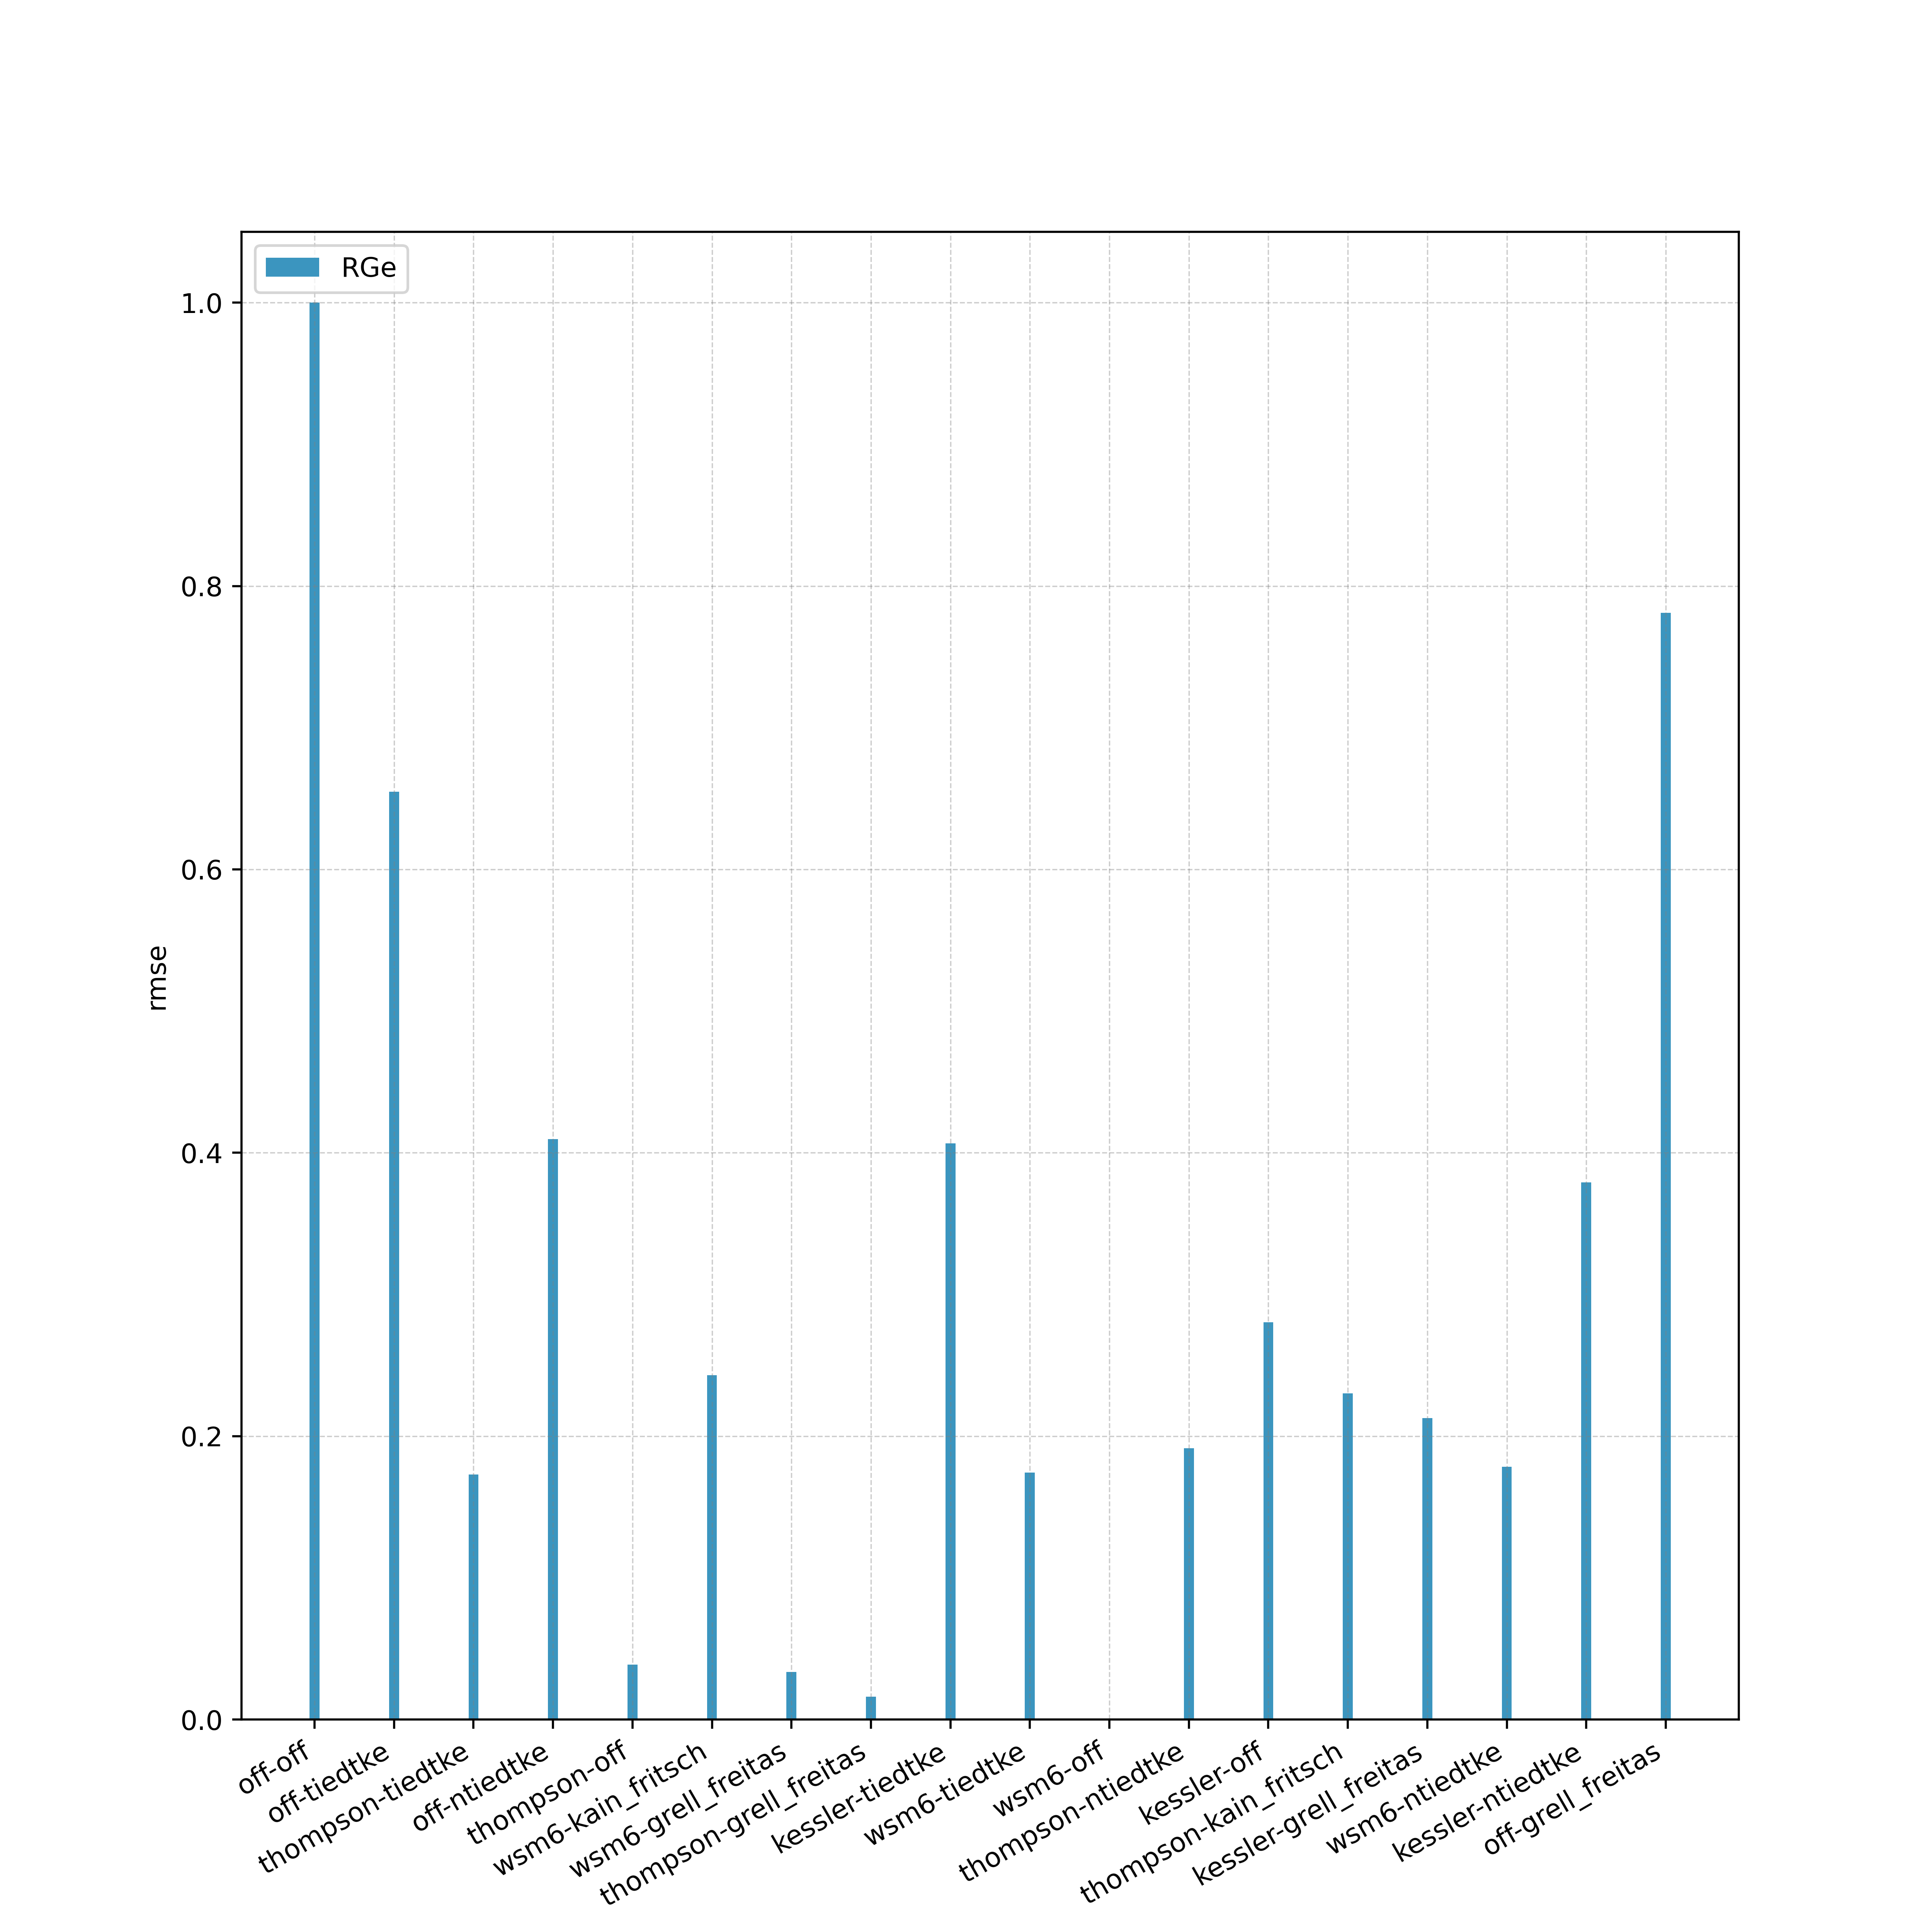 RGe
1.0
0.8
0.6
0.4
0.2
0.0
rmse
off-off
off-tiedtke
thompson-tiedtke
off-ntiedtke
thompson-off
wsm6-kain_fritsch
wsm6-grell_freitas
thompson-grell_freitas
kessler-tiedtke
wsm6-tiedtke
wsm6-off
thompson-ntiedtke
kessler-off
thompson-kain_fritsch
kessler-grell_freitas
wsm6-ntiedtke
kessler-ntiedtke
off-grell_freitas